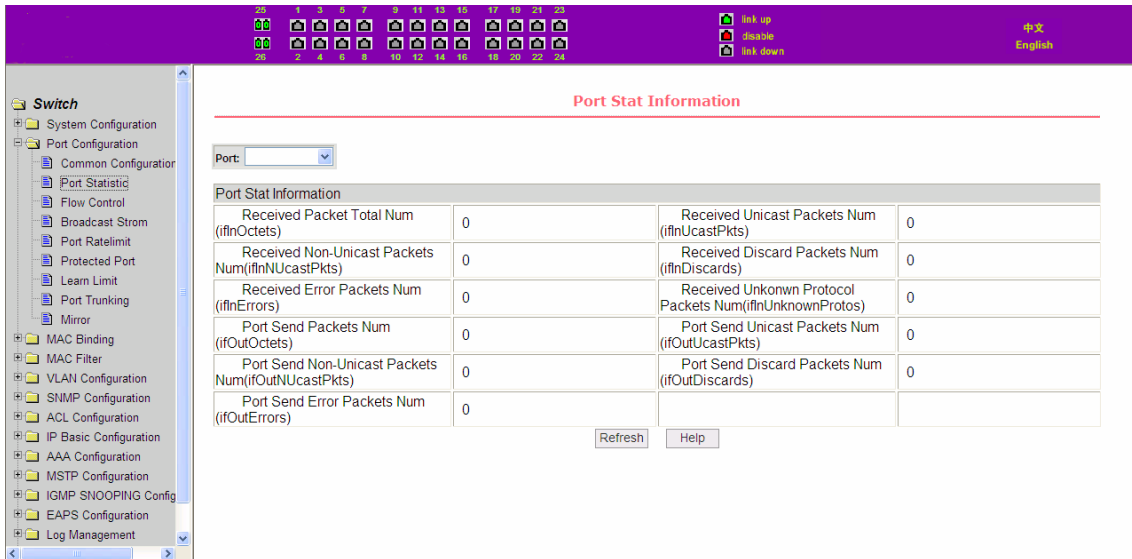 25 1 3 5 7 9 11 13 15 17 19 21 23
26 2 4 6 8 10 12 14 16 18 20 22 24
link up
disable
link down
中文
English
Switch
System Configuration
Port Configuration
Common Configuration
Port Statistic
Flow Control
Broadcast Strom
Port Ratelimit
Protected Port
Learn Limit
Port Trunking
Mirror
MAC Binding
MAC Filter
VLAN Configuration
SNMP Configuration
ACL Configuration
IP Basic Configuration
AAA Configuration
MSTP Configuration
IGMP SNOOPING Config
EAPS Configuration
Log Management
Port Stat Information
Port:
Port Stat Information
Received Packet Total Num
(ifInOctets)
0
Received Unicast Packets Num
(ifInUcastPkts)
0
Received Non-Unicast Packets
Num(ifInNUcastPkts)
0
Received Discard Packets Num
(ifInDiscards)
0
Received Error Packets Num
(ifInErrors)
0
Received Unkonwn Protocol
Packets Num(ifInUnknownProtos)
0
Port Send Packets Num
(ifOutOctets)
0
Port Send Unicast Packets Num
(ifOutUcastPkts)
0
Port Send Non-Unicast Packets
Num(ifOutNUcastPkts)
0
Port Send Discard Packets Num
(ifOutDiscards)
0
Port Send Error Packets Num
(ifOutErrors)
0
Refresh
Help